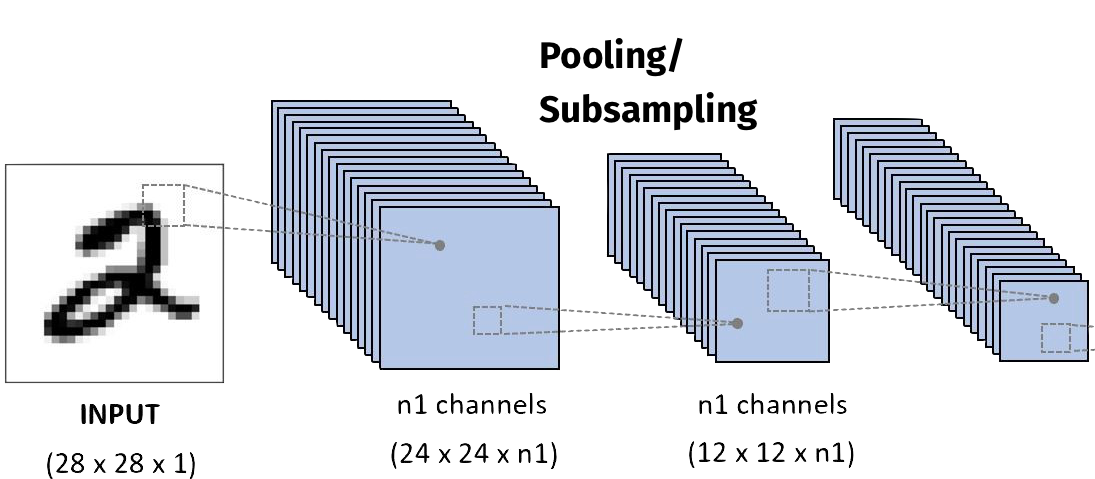 Pooling/
Subsampling
INPUT
(28 x 28 x 1)
n1 channels
(24 x 24 x n1)
n1 channels
(12 x 12 x n1)